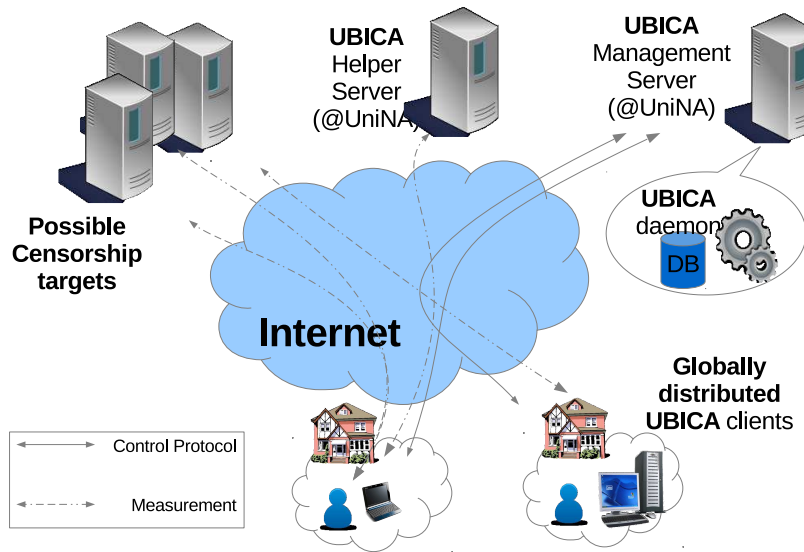 UBICA
Helper
Server
(@UniNA)
UBICA
Management
Server
(@UniNA)
Possible
Censorship
targets
UBICA
daemon
DB
Internet
Globally
distributed
UBICA clients
Control Protocol
Measurement